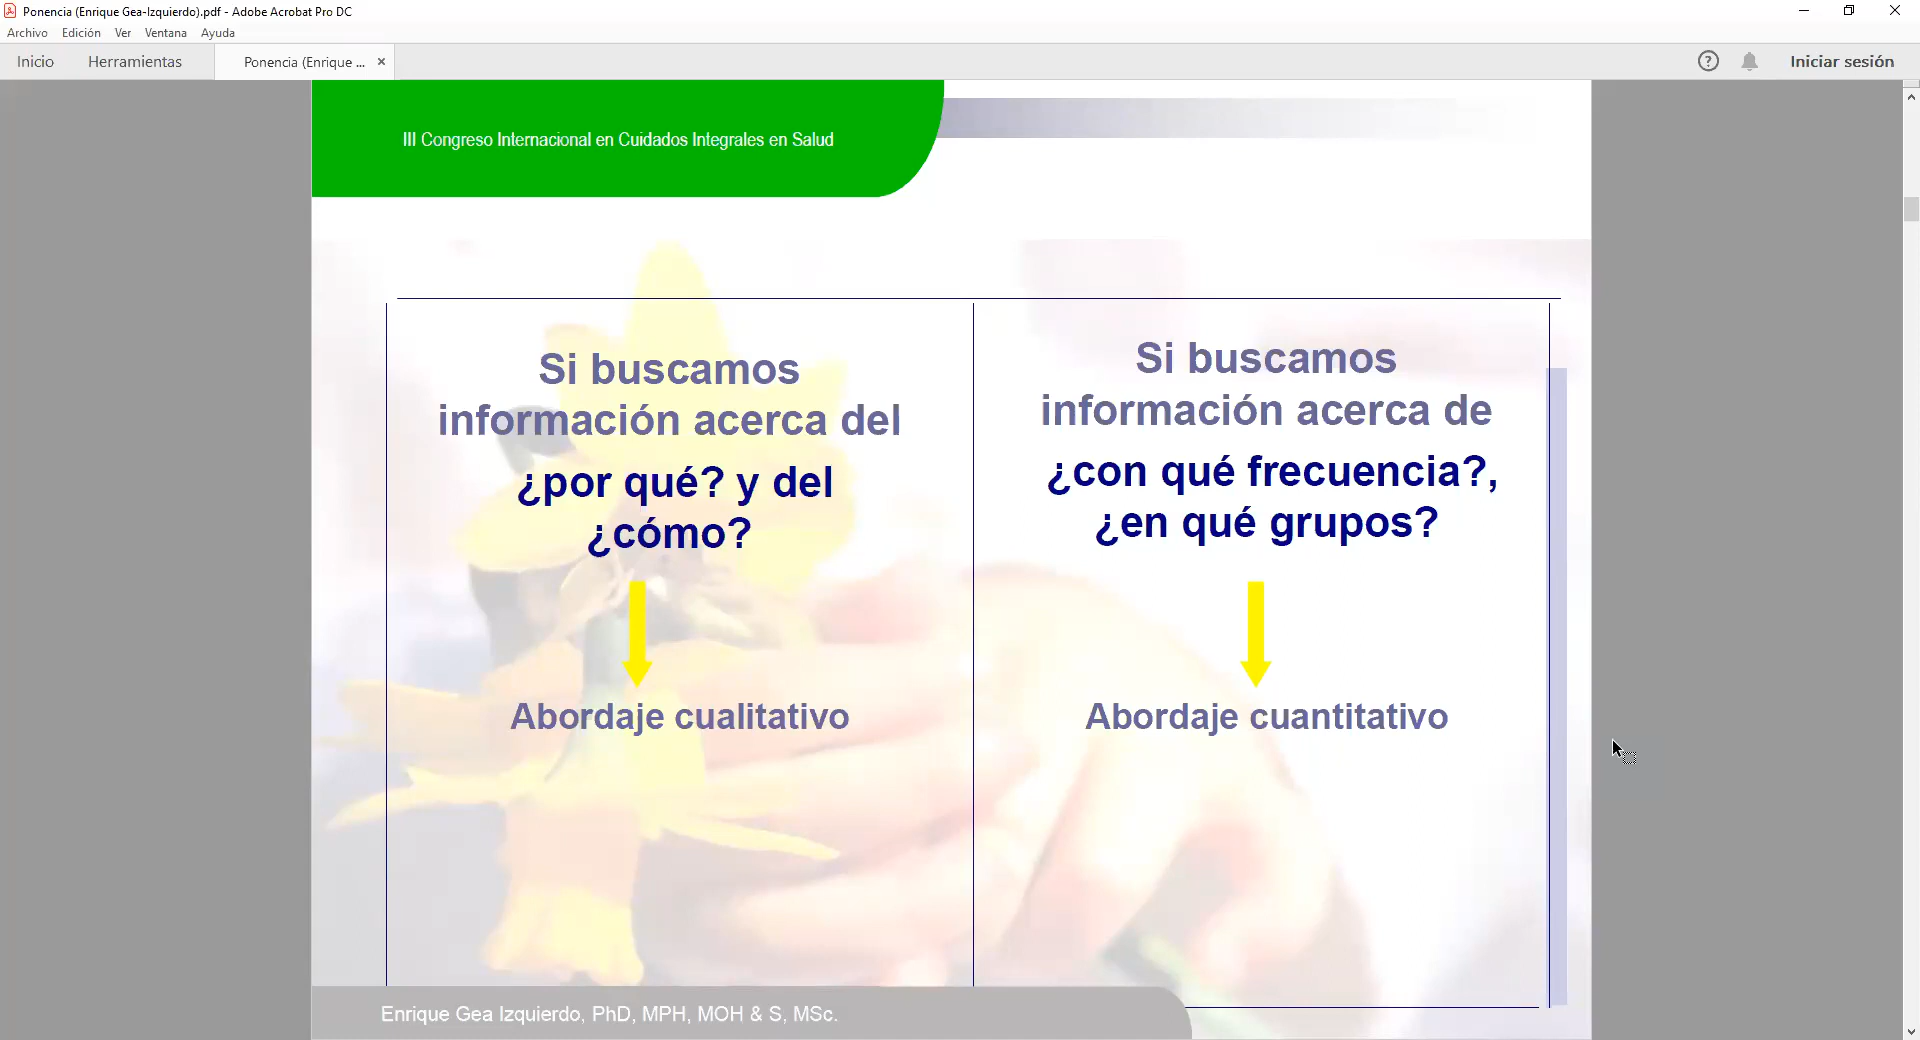 Ponencia (Enrique Gea-Izquierdo).pdf - Adobe Acrobat Pro DC
Archivo Edición Ver Ventana Ayuda
Inicio Herramientas Ponencia (Enrique ... × Iniciar sesión
III Congreso Internacional en Cuidados Integrales en Salud
Si buscamos
información acerca del
¿por qué? y del
¿cómo?
Abordaje cualitativo
Si buscamos
información acerca de
¿con qué frecuencia?,
¿en qué grupos?
Abordaje cuantitativo
Enrique Gea Izquierdo, PhD, MPH, MOH & S, MSc.